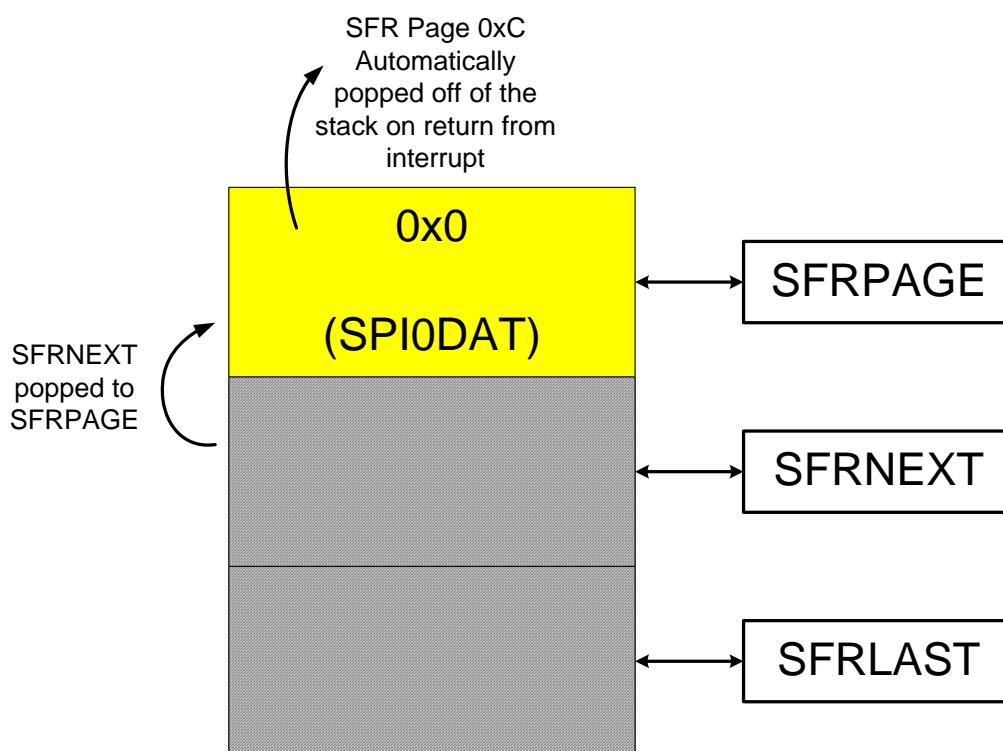 SFR Page 0xC
Automatically
popped off of the
stack on return from
interrupt
0x0
(SPI0DAT)
SFRPAGE
SFRNEXT
popped to
SFRPAGE
SFRNEXT
SFRLAST